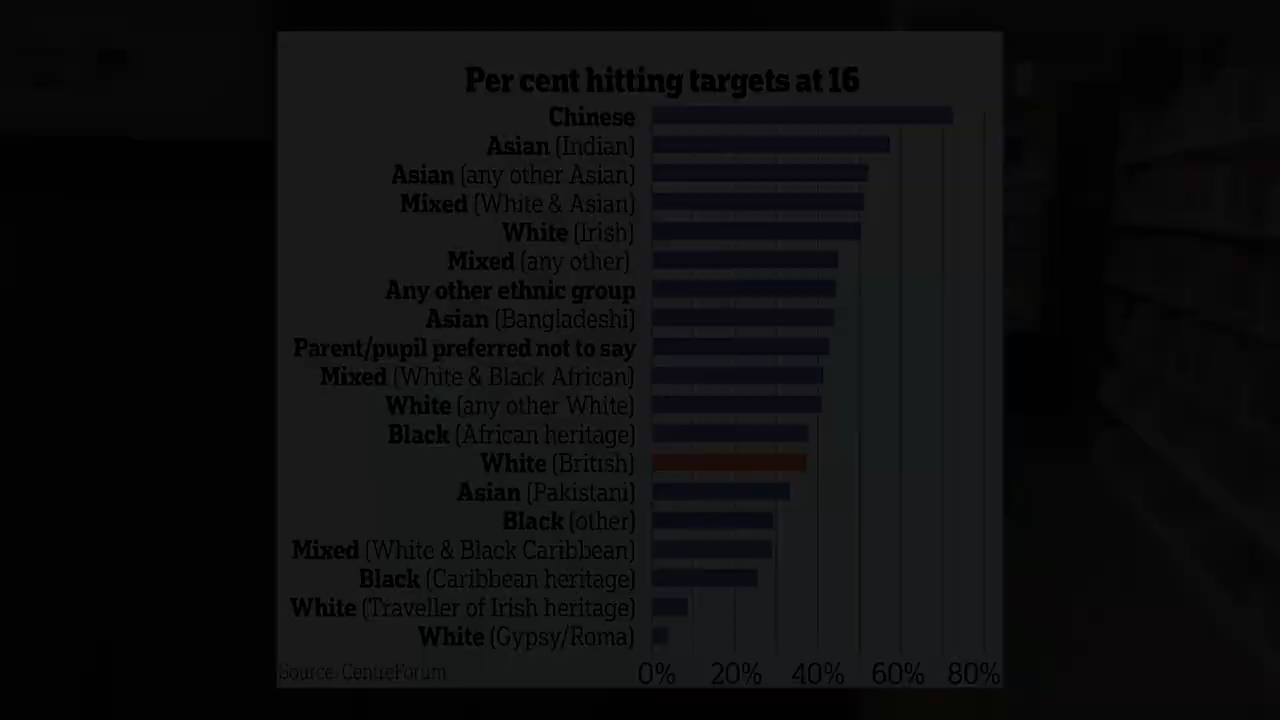 Per cent hitting targets at 16
Chinese
Asian (Indian)
Asian (any other Asian)
Mixed (White & Asian)
White (Irish)
Mixed (any other)
Any other ethnic group
Asian (Bangladeshi)
Parent/pupil preferred not to say
Mixed (White & Black African)
White (any other White)
Black (African heritage)
White (British)
Asian (Pakistani)
Black (other)
Mixed (White & Black Caribbean)
Black (Caribbean heritage)
White (Traveller of Irish heritage)
White (Gypsy/Roma)
Source: CentreForum 0% 20% 40% 60% 80%